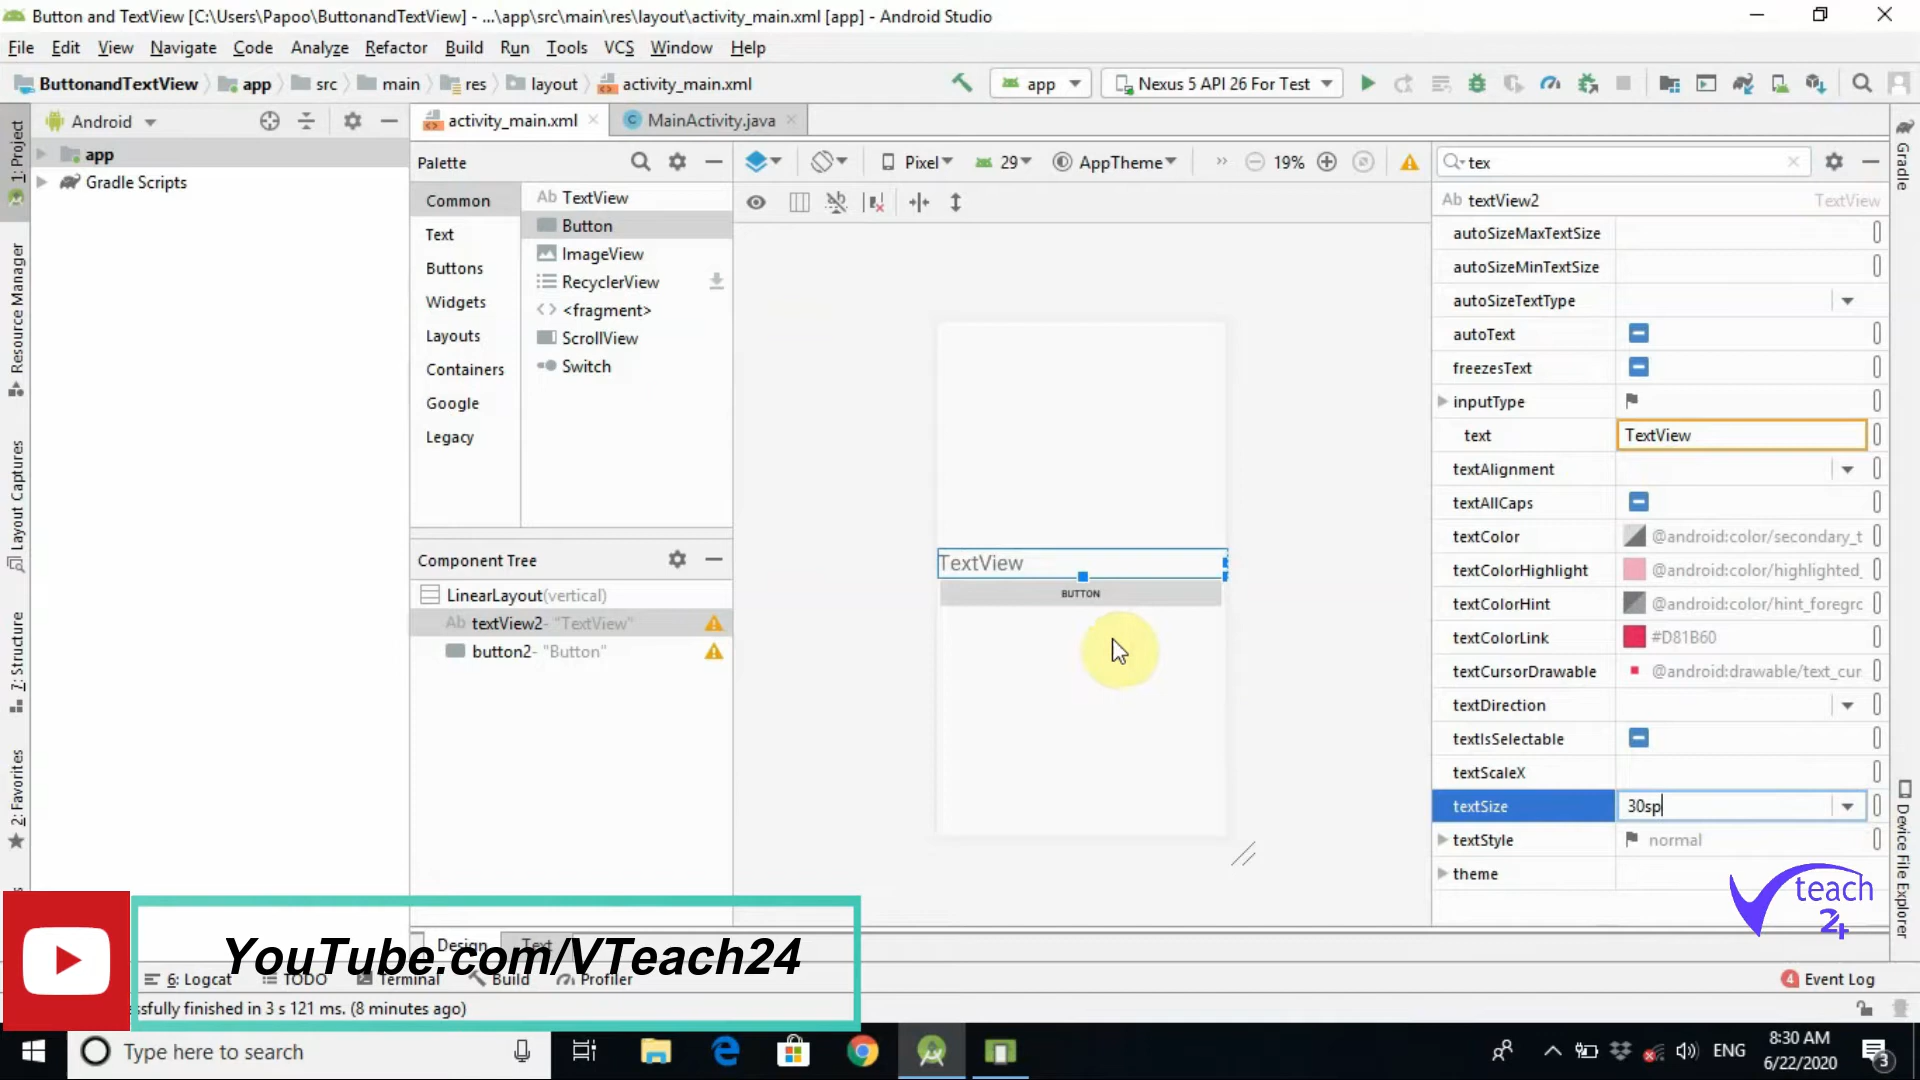 Button and TextView [C:\Users\Papoo\ButtonandTextView] - ...\app\src\main\res\layout\activity_main.xml [app] - Android Studio
File Edit View Navigate Code Analyze Refactor Build Run Tools VCS Window Help
ButtonandTextView app src main res layout activity_main.xml app Nexus 5 API 26 For Test
1: Project
Resource Manager
Layout Captures
7: Structure
2: Favorites
Android
app
Gradle Scripts
activity_main.xml MainActivity.java
Palette
Common
Text
Buttons
Widgets
Layouts
Containers
Google
Legacy
Ab TextView
Button
ImageView
RecyclerView
<fragment>
ScrollView
Switch
Component Tree
LinearLayout(vertical)
Ab textView2- "TextView"
button2- "Button"
Pixel 29 AppTheme » 19%
TextView
BUTTON
tex
Ab textView2 TextView
autoSizeMaxTextSize
autoSizeMinTextSize
autoSizeTextType
autoText
freezesText
inputType
text TextView
textAlignment
textAllCaps
textColor @android:color/secondary_t
textColorHighlight @android:color/highlighted_
textColorHint @android:color/hint_foregrc
textColorLink #D81B60
textCursorDrawable @android:drawable/text_cur
textDirection
textIsSelectable
textScaleX
textSize 30sp
textStyle normal
theme
Gradle
Device File Explorer
teach
24
Design Text
YouTube.com/VTeach24
6: Logcat TODO Terminal Build Profiler
4 Event Log
ssfully finished in 3 s 121 ms. (8 minutes ago)
Type here to search
ENG
8:30 AM
6/22/2020
3